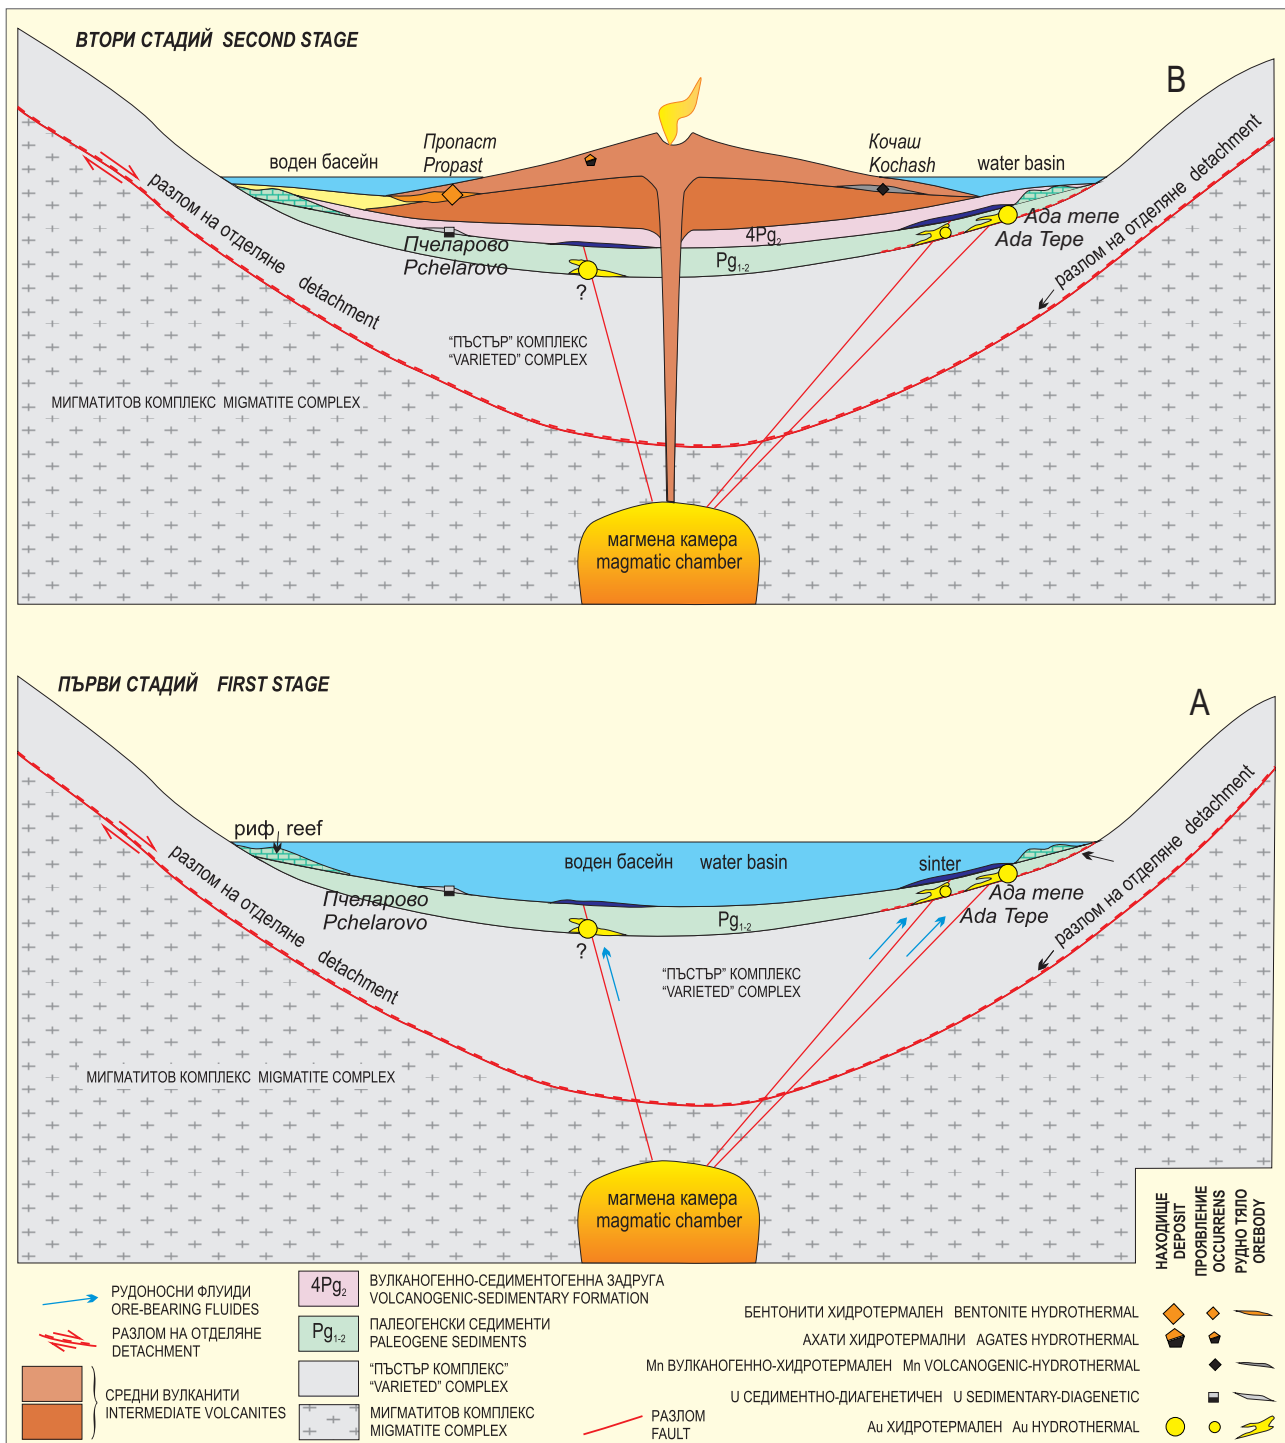 ВТОРИ СТАДИЙ SECOND STAGE
B
Пропаст
Propast
Кочаш
Kochash
воден басейн
water basin
разлом на отделяне detachment
Ада тепе
Ada Tepe
4Pg2
Пчеларово
Pchelarovo
Pg1-2
?
разлом на отделяне detachment
“ПЪСТЪР” КОМПЛЕКС
“VARIETED” COMPLEX
МИГМАТИТОВ КОМПЛЕКС MIGMATITE COMPLEX
магмена камера
magmatic chamber
ПЪРВИ СТАДИЙ FIRST STAGE
A
риф reef
воден басейн water basin
sinter
разлом на отделяне detachment
Пчеларово
Pchelarovo
Ада тепе
Ada Tepe
Pg1-2
?
разлом на отделяне detachment
“ПЪСТЪР” КОМПЛЕКС
“VARIETED” COMPLEX
МИГМАТИТОВ КОМПЛЕКС MIGMATITE COMPLEX
магмена камера
magmatic chamber
НАХОДИЩЕ
DEPOSIT
ПРОЯВЛЕНИЕ
OCCURRENS
РУДНО ТЯЛО
OREBODY
РУДОНОСНИ ФЛУИДИ
ORE-BEARING FLUIDES
РАЗЛОМ НА ОТДЕЛЯНЕ
DETACHMENT
СРЕДНИ ВУЛКАНИТИ
INTERMEDIATE VOLCANITES
4Pg2
ВУЛКАНОГЕННО-СЕДИМЕНТОГЕННА ЗАДРУГА
VOLCANOGENIC-SEDIMENTARY FORMATION
Pg1-2
ПАЛЕОГЕНСКИ СЕДИМЕНТИ
PALEOGENE SEDIMENTS
“ПЪСТЪР КОМПЛЕКС”
“VARIETED” COMPLEX
МИГМАТИТОВ КОМПЛЕКС
MIGMATITE COMPLEX
РАЗЛОМ
FAULT
БЕНТОНИТИ ХИДРОТЕРМАЛЕН BENTONITE HYDROTHERMAL
АХАТИ ХИДРОТЕРМАЛНИ AGATES HYDROTHERMAL
Mn ВУЛКАНОГЕННО-ХИДРОТЕРМАЛЕН Mn VOLCANOGENIC-HYDROTHERMAL
U СЕДИМЕНТНО-ДИАГЕНЕТИЧЕН U SEDIMENTARY-DIAGENETIC
Au ХИДРОТЕРМАЛЕН Au HYDROTHERMAL